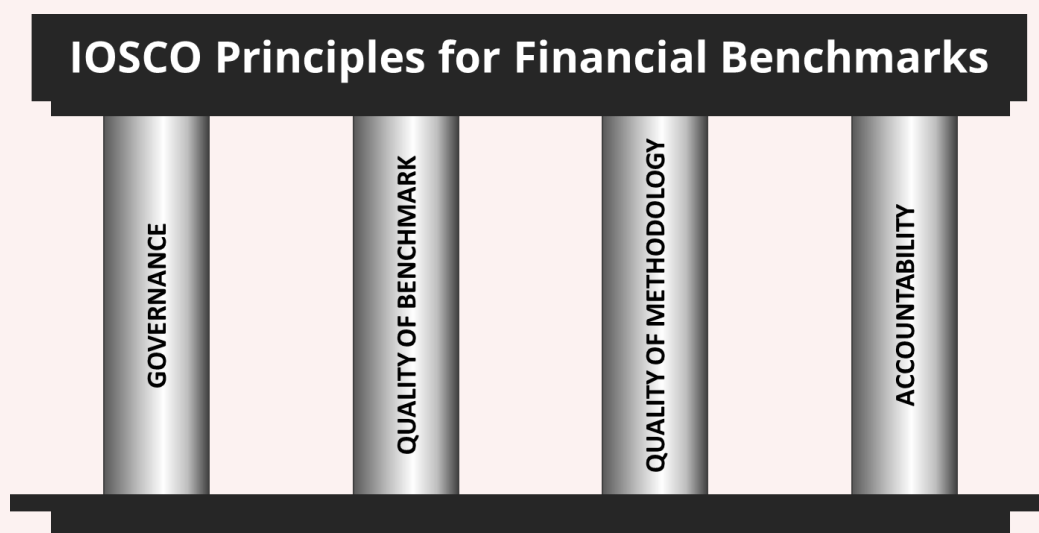 IOSCO Principles for Financial Benchmarks
GOVERNANCE
QUALITY OF BENCHMARK
QUALITY OF METHODOLOGY
ACCOUNTABILITY